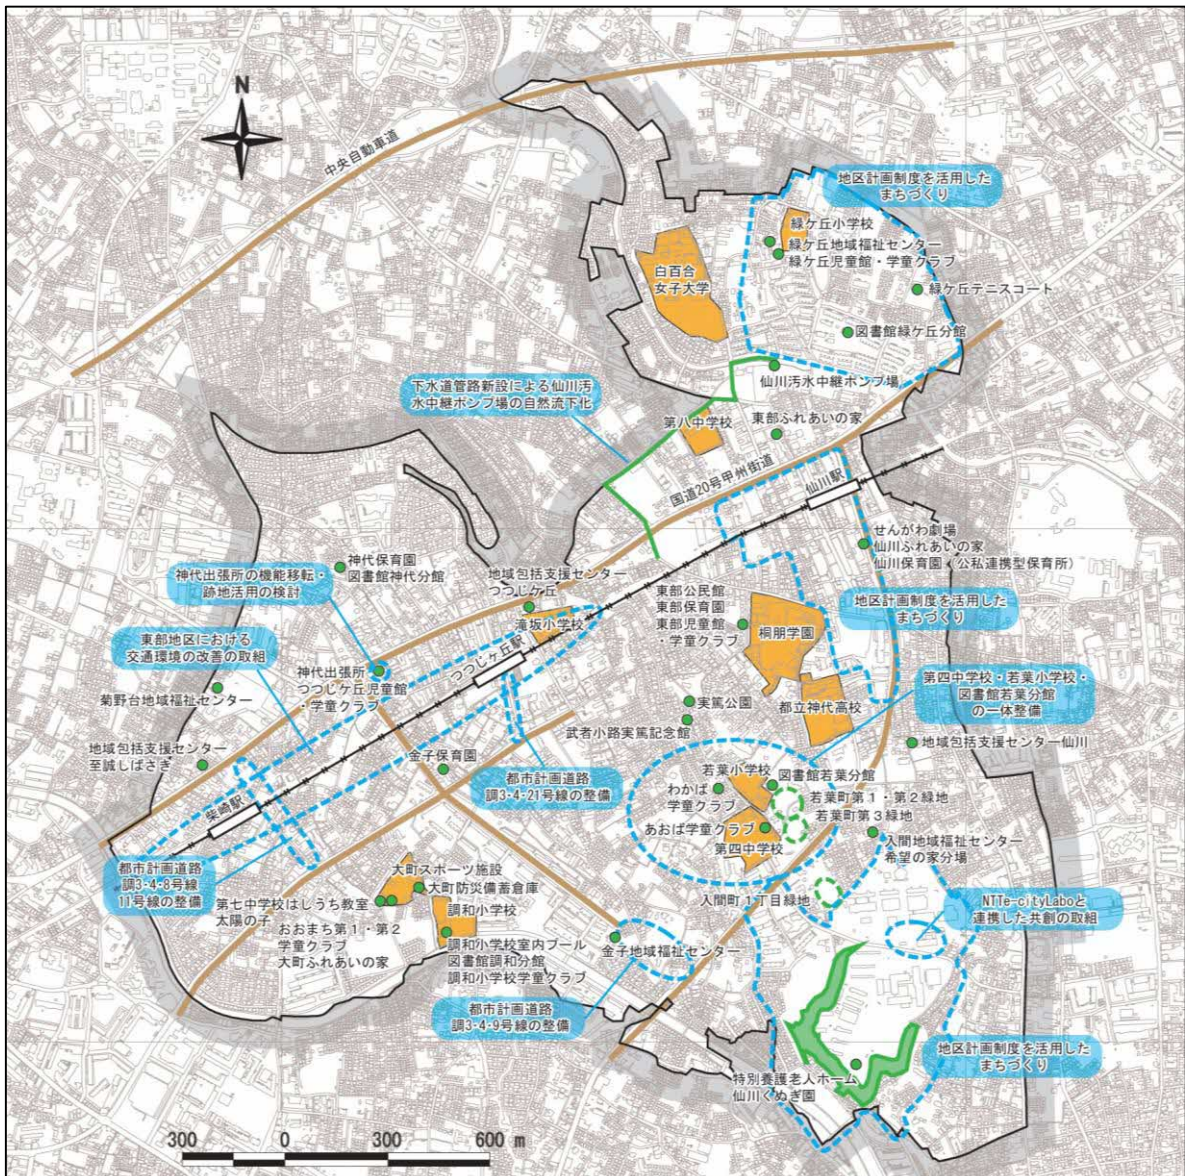 N
中央自動車道
地区計画制度を活用した
まちづくり
緑ケ丘小学校
緑ケ丘地域福祉センター
緑ケ丘児童館・学童クラブ
白百合
女子大学
緑ケ丘テニスコート
図書館緑ケ丘分館
仙川汚水中継ポンプ場
下水道管路新設による仙川汚
水中継ポンプ場の自然流下化
第八中学校
東部ふれあいの家
国道20号甲州街道
仙川駅
せんがわ劇場
仙川ふれあいの家
仙川保育園（公私連携型保育所）
神代保育園
図書館神代分館
神代出張所の機能移転・
跡地活用の検討
地域包括支援センター
つつじケ丘
滝坂小学校
つつじケ丘駅
東部公民館
東部保育園
東部児童館
・学童クラブ
桐朋学園
地区計画制度を活用した
まちづくり
東部地区における
交通環境の改善の取組
神代出張所
つつじケ丘児童館
・学童クラブ
菊野台地域福祉センター
第四中学校・若葉小学校・
図書館若葉分館
の一体整備
都立神代高校
実篤公園
武者小路実篤記念館
地域包括支援センター仙川
地域包括支援センター
至誠しばさき
金子保育園
都市計画道路
調3-4-21号線の整備
若葉小学校
図書館若葉分館
わかば
学童クラブ
若葉町第1・第2緑地
若葉町第3緑地
あおば学童クラブ
第四中学校
入間地域福祉センター
希望の家分場
柴崎駅
都市計画道路
調3-4-8号線
11号線の整備
大町スポーツ施設
大町防災備蓄倉庫
第七中学校はしうち教室
太陽の子
おおまち第1・第2
学童クラブ
大町ふれあいの家
調和小学校
調和小学校室内プール
図書館調和分館
調和小学校学童クラブ
金子地域福祉センター
入間町1丁目緑地
NTTe-cityLaboと
連携した共創の取組
都市計画道路
調3-4-9号線の整備
地区計画制度を活用した
まちづくり
特別養護老人ホーム
仙川くぬぎ園
300 0 300 600 m